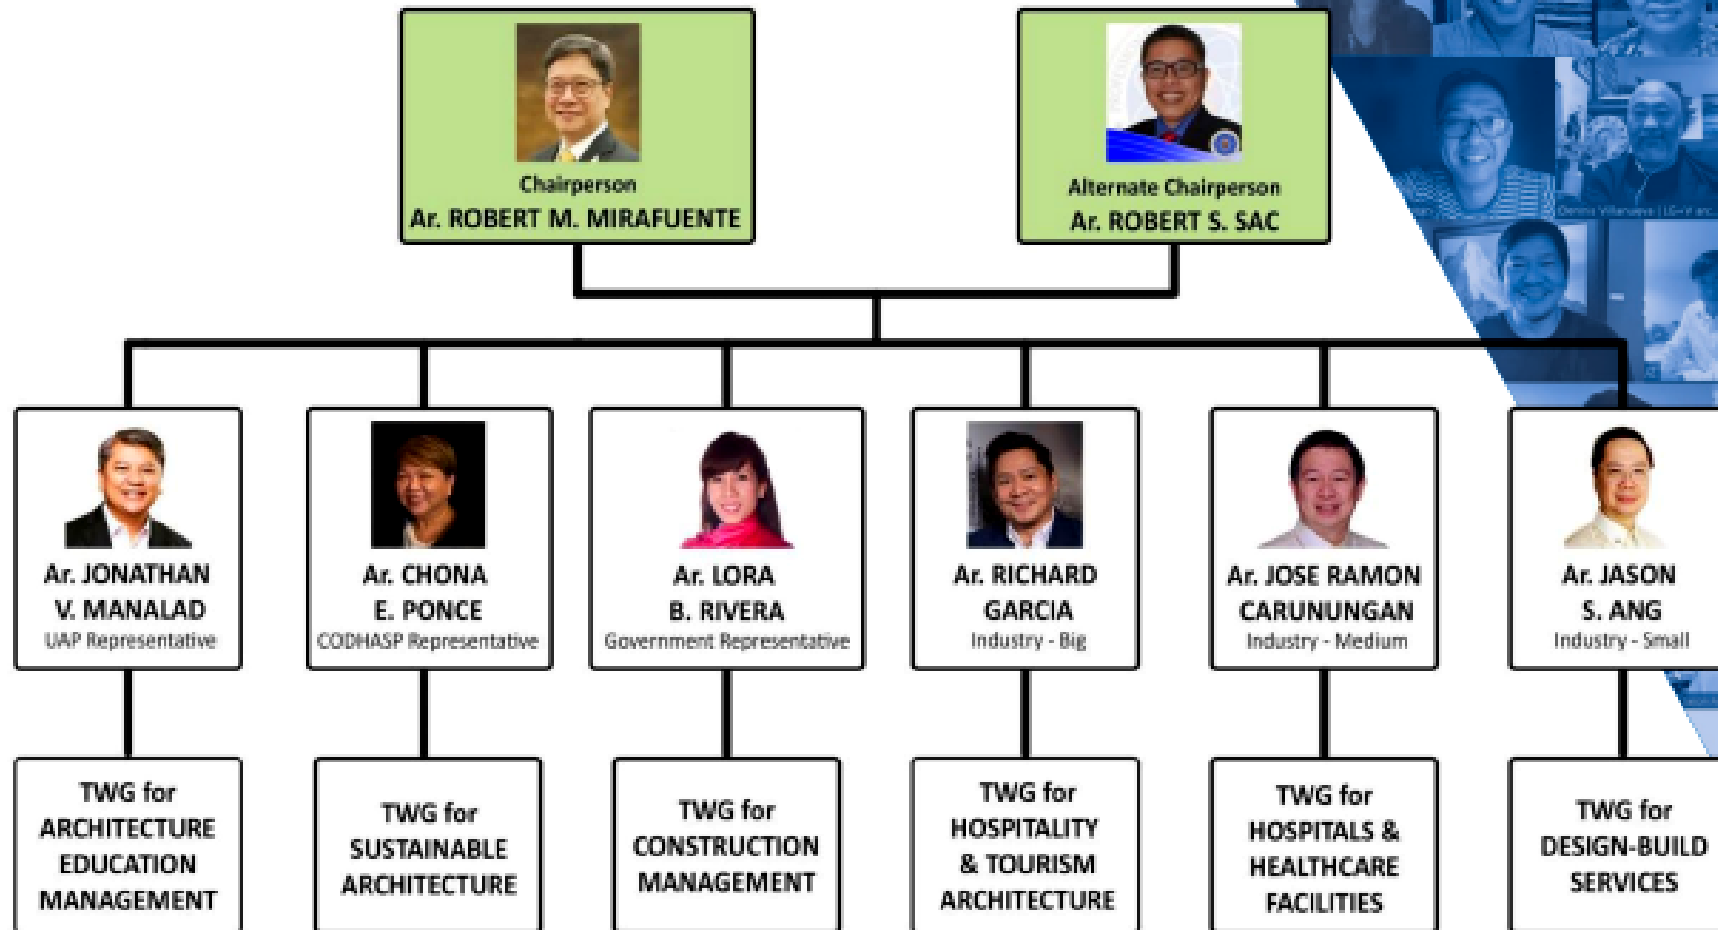 Chairperson
Ar. ROBERT M. MIRAFUENTE
Alternate Chairperson
Ar. ROBERT S. SAC
Ar. JONATHAN
V. MANALAD
UAP Representative
Ar. CHONA
E. PONCE
CODHASP Representative
Ar. LORA
B. RIVERA
Government Representative
Ar. RICHARD
GARCIA
Industry - Big
Ar. JOSE RAMON
CARUNUNGAN
Industry - Medium
Ar. JASON
S. ANG
Industry - Small
TWG for
ARCHITECTURE
EDUCATION
MANAGEMENT
TWG for
SUSTAINABLE
ARCHITECTURE
TWG for
CONSTRUCTION
MANAGEMENT
TWG for
HOSPITALITY
& TOURISM
ARCHITECTURE
TWG for
HOSPITALS &
HEALTHCARE
FACILITIES
TWG for
DESIGN-BUILD
SERVICES